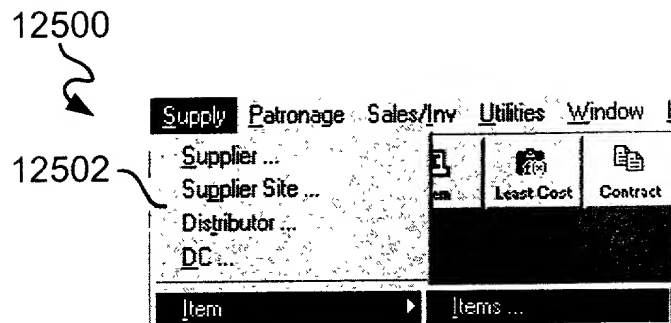 12500
Supply Patronage Sales/Inv Utilities Window
12502
Supplier ...
Supplier Site ...
Distributor ...
DC ...
Least Cost Contract
Item Items ...